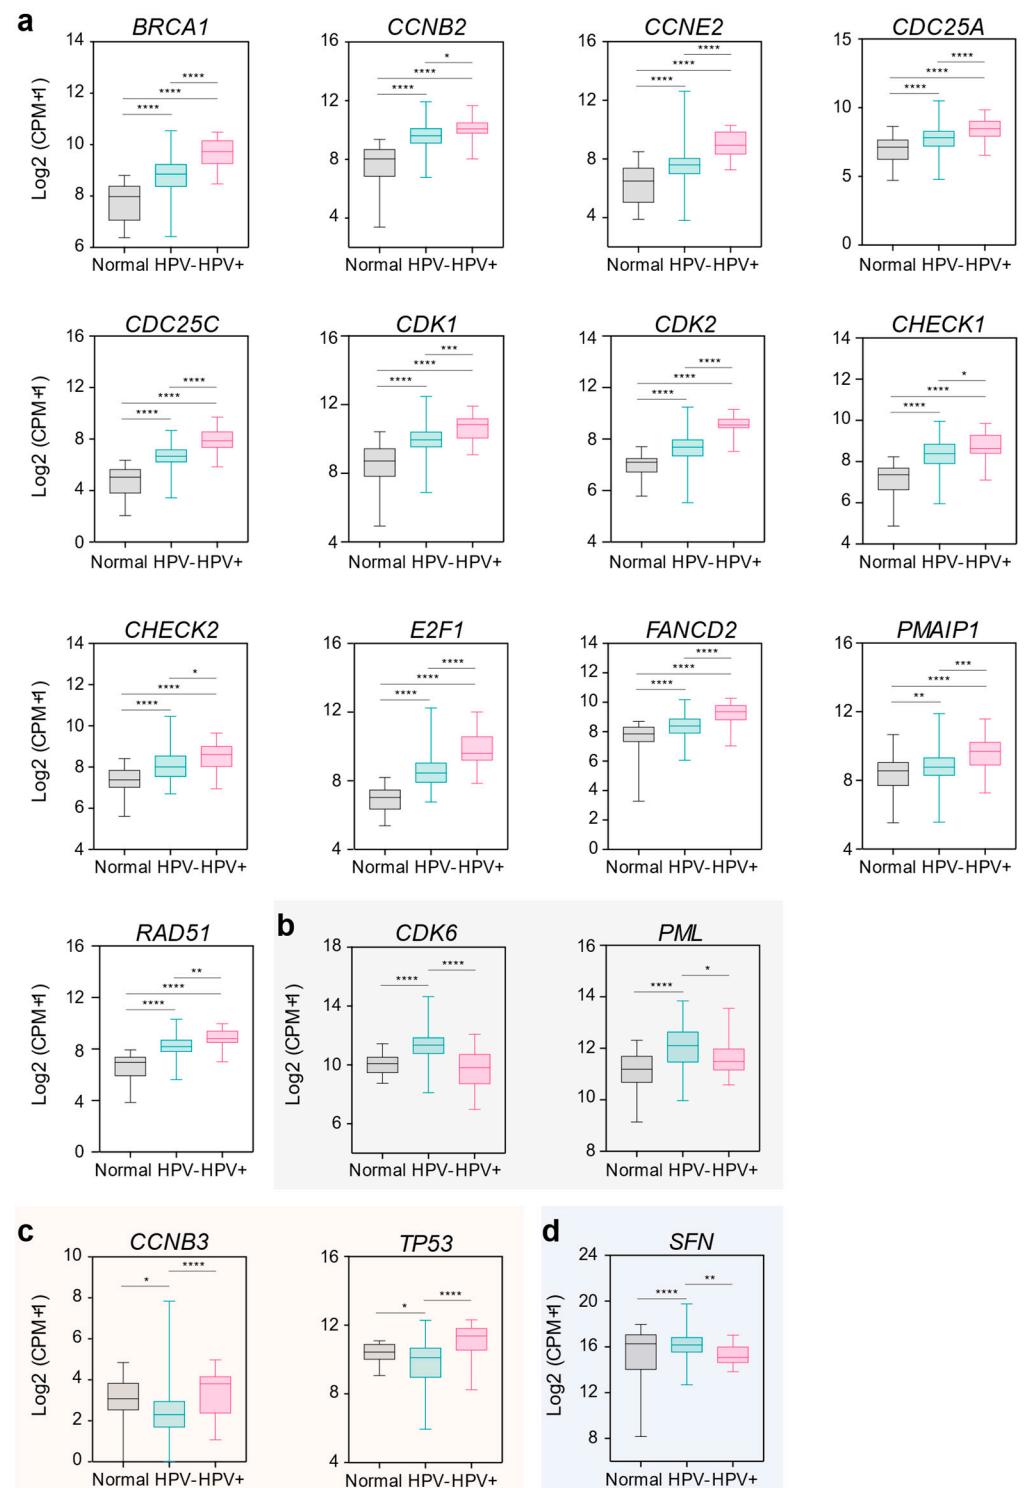 a
BRCA1 CCNB2 CCNE2 CDC25A
Log2 (CPM+1)
14 12 10 8 6
**** **** ****
Normal HPV- HPV+
16 12 8 4
**** **** *
Normal HPV- HPV+
16 12 8 4
**** **** ****
Normal HPV- HPV+
15 10 5 0
**** **** ****
Normal HPV- HPV+
CDC25C CDK1 CDK2 CHECK1
Log2 (CPM+1)
16 12 8 4 0
**** **** ****
Normal HPV- HPV+
16 12 8 4
*** **** ****
Normal HPV- HPV+
14 12 8 6 4
**** **** ****
Normal HPV- HPV+
14 12 10 8 6 4
* **** ****
Normal HPV- HPV+
CHECK2 E2F1 FANCD2 PMAIP1
Log2 (CPM+1)
14 12 10 8 6 4
* **** ****
Normal HPV- HPV+
16 8 4
**** **** ****
Normal HPV- HPV+
14 12 10 8 6 4 2 0
**** **** ****
Normal HPV- HPV+
16 12 8 4
*** **** **
Normal HPV- HPV+
RAD51
Log2 (CPM+1)
16 12 8 4 0
** **** ****
Normal HPV- HPV+
b
CDK6 PML
Log2 (CPM+1)
18 14 10 6
**** ****
Normal HPV- HPV+
16 14 12 10 8
**** *
Normal HPV- HPV+
c
CCNB3 TP53
Log2 (CPM+1)
10 8 6 4 2 0
* ****
Normal HPV- HPV+
16 12 8 4
* ****
Normal HPV- HPV+
d
SFN
Log2 (CPM+1)
24 20 16 12 8
**** **
Normal HPV- HPV+